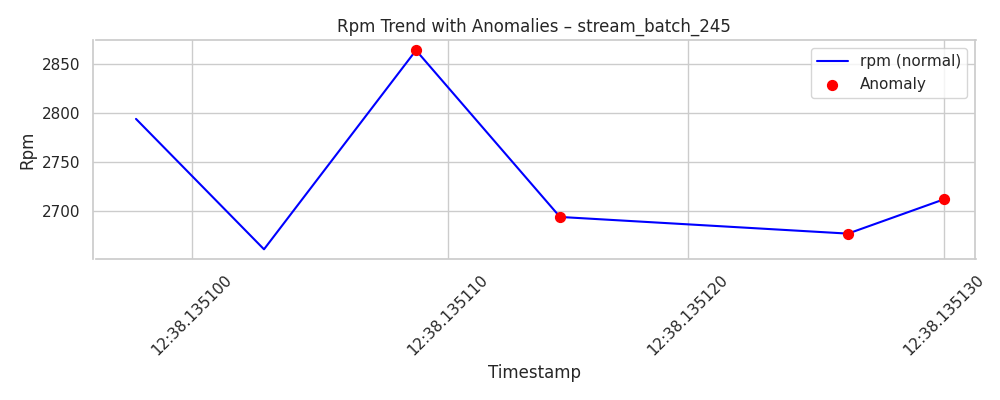 Rpm Trend with Anomalies – stream_batch_245
rpm (normal)
Anomaly
Rpm
2850
2800
2750
2700
12:38.135100
12:38.135110
12:38.135120
12:38.135130
Timestamp